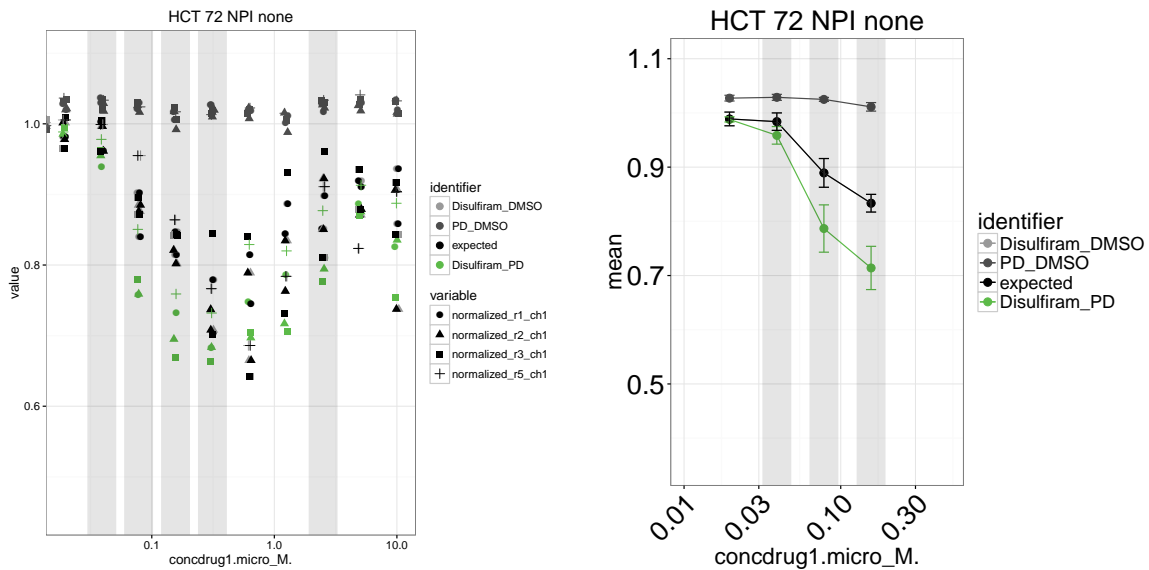 HCT 72 NPI none
value
1.0
0.8
0.6
0.1
1.0
10.0
concdrug1.micro_M.
identifier
Disulfiram_DMSO
PD_DMSO
expected
Disulfiram_PD
variable
normalized_r1_ch1
normalized_r2_ch1
normalized_r3_ch1
normalized_r5_ch1
HCT 72 NPI none
mean
1.1
0.9
0.7
0.5
0.01
0.03
0.10
0.30
concdrug1.micro_M.
identifier
Disulfiram_DMSO
PD_DMSO
expected
Disulfiram_PD